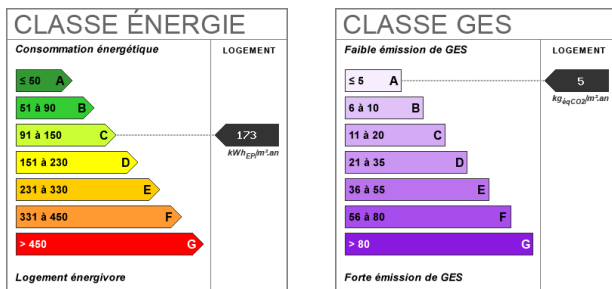 CLASSE ÉNERGIE
Consommation énergétique
LOGEMENT
≤ 50 A
51 à 90 B
91 à 150 C
173
kWhEP/m².an
151 à 230 D
231 à 330 E
331 à 450 F
> 450 G
Logement énergivore
CLASSE GES
Faible émission de GES
LOGEMENT
≤ 5 A
5
kgéqCO2/m².an
6 à 10 B
11 à 20 C
21 à 35 D
36 à 55 E
56 à 80 F
> 80 G
Forte émission de GES